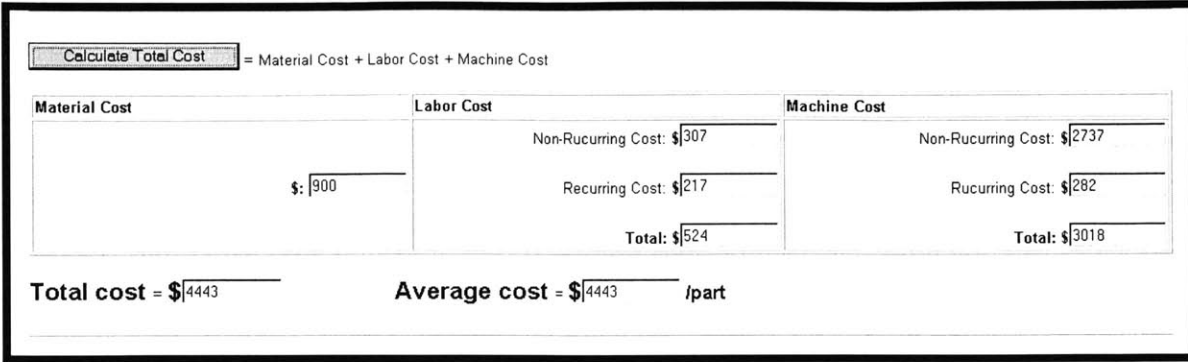 Calculate Total Cost = Material Cost + Labor Cost + Machine Cost
Material Cost Labor Cost Machine Cost
Non-Rucurring Cost: $307 Non-Rucurring Cost: $2737
$: 900 Recurring Cost: $217 Rucurring Cost: $282
Total: $524 Total: $3018
Total cost = $4443 Average cost = $4443 /part